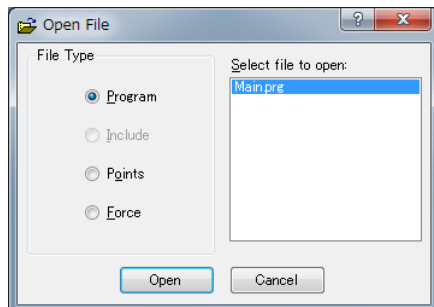 Open File
File Type
Program
Include
Points
Force
Select file to open:
Main.prg
Open
Cancel